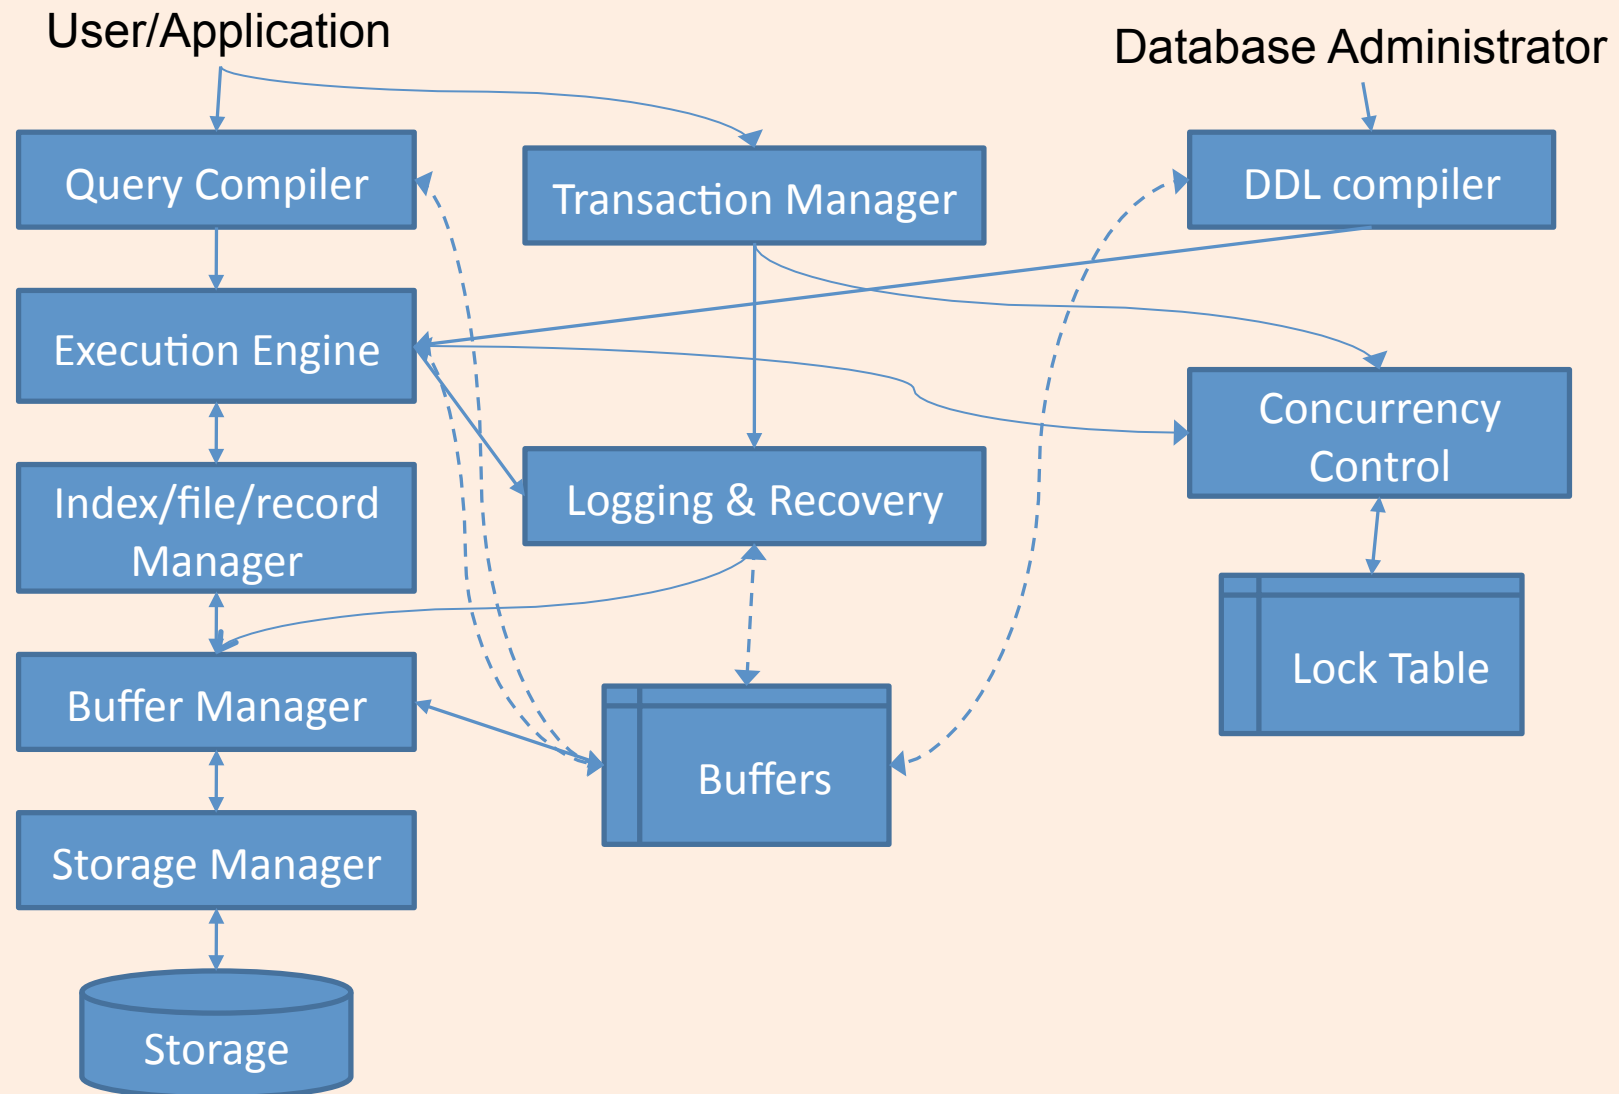 User/Application
Database Administrator
Query Compiler
Transaction Manager
DDL compiler
Execution Engine
Concurrency
Control
Index/file/record
Manager
Logging & Recovery
Buffer Manager
Lock Table
Buffers
Storage Manager
Storage